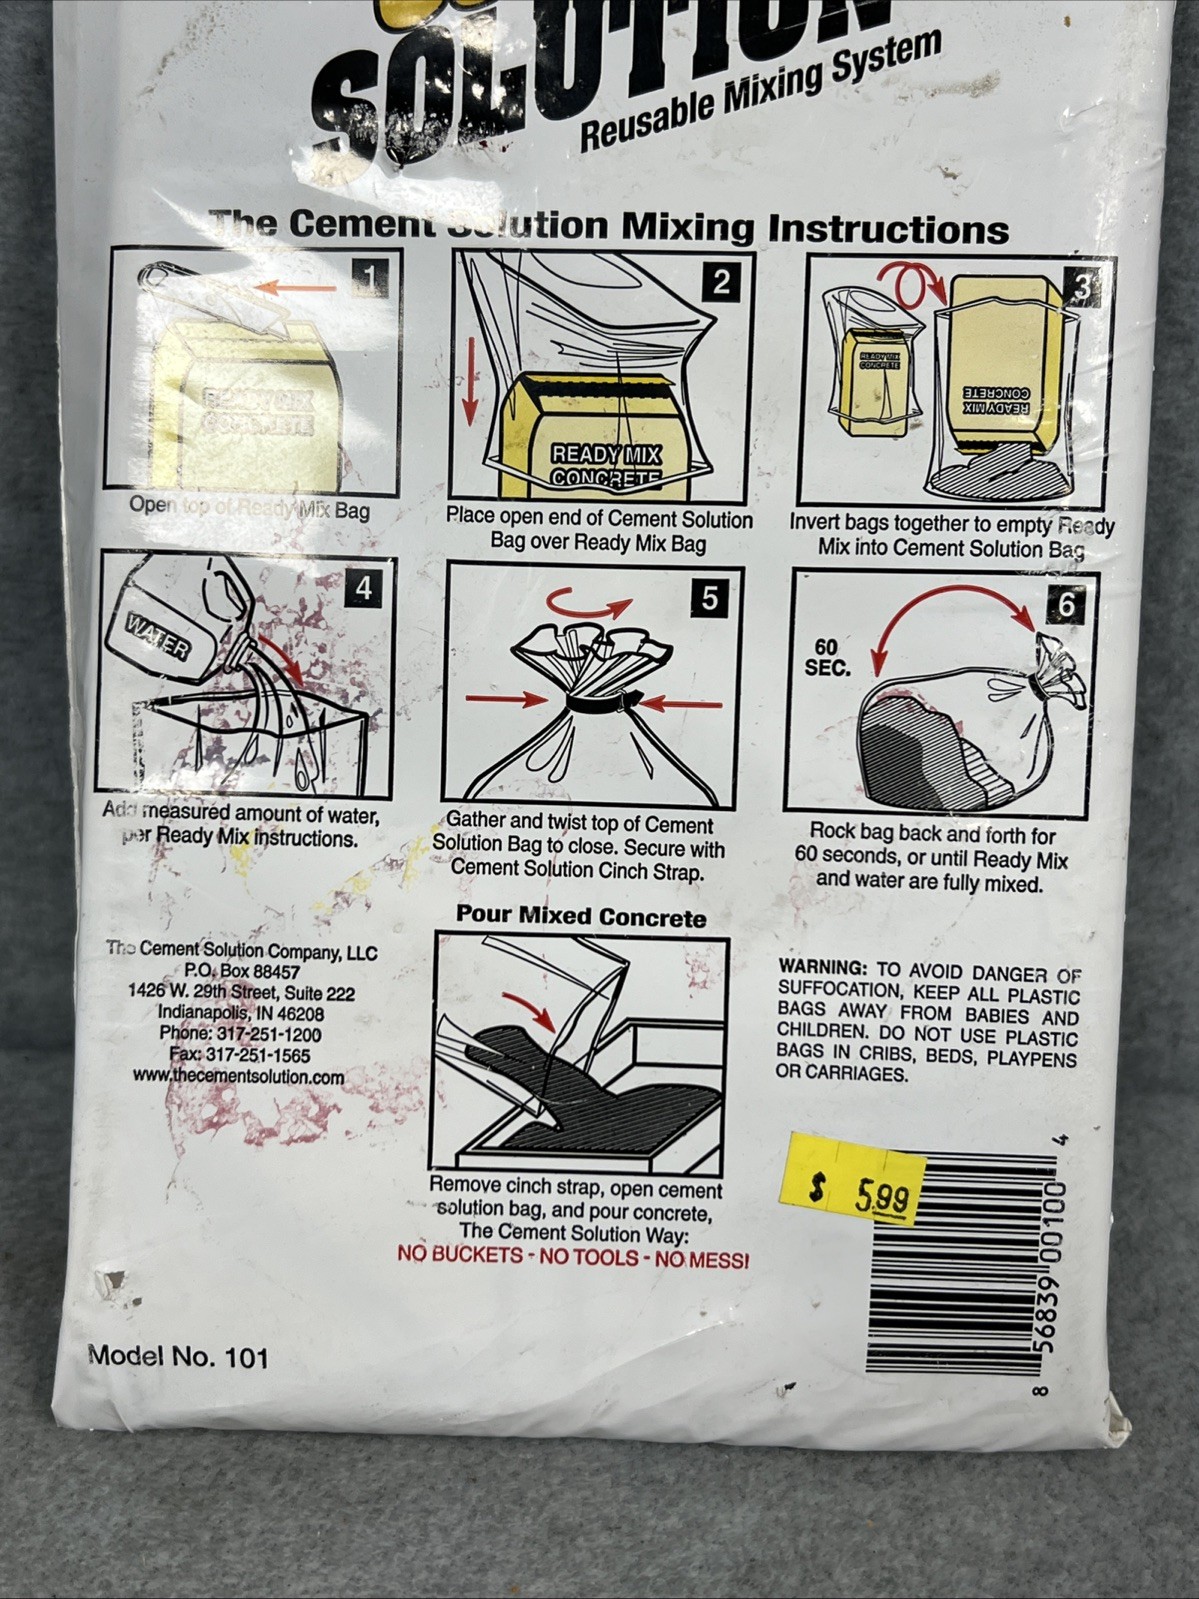 SOLUTION
Reusable Mixing System
The Cement Solution Mixing Instructions
1
READY MIX
CONCRETE
Open top of Ready Mix Bag
2
READY MIX
CONCRETE
Place open end of Cement Solution
Bag over Ready Mix Bag
3
READY MIX
CONCRETE
READY MIX
CONCRETE
Invert bags together to empty Ready
Mix into Cement Solution Bag
4
WATER
Add measured amount of water,
per Ready Mix instructions.
5
Gather and twist top of Cement
Solution Bag to close. Secure with
Cement Solution Cinch Strap.
6
60
SEC.
Rock bag back and forth for
60 seconds, or until Ready Mix
and water are fully mixed.
The Cement Solution Company, LLC
P.O. Box 88457
1426 W. 29th Street, Suite 222
Indianapolis, IN 46208
Phone: 317-251-1200
Fax: 317-251-1565
www.thecementsolution.com
Pour Mixed Concrete
Remove cinch strap, open cement
solution bag, and pour concrete,
The Cement Solution Way:
NO BUCKETS - NO TOOLS - NO MESS!
WARNING: TO AVOID DANGER OF
SUFFOCATION, KEEP ALL PLASTIC
BAGS AWAY FROM BABIES AND
CHILDREN. DO NOT USE PLASTIC
BAGS IN CRIBS, BEDS, PLAYPENS
OR CARRIAGES.
$ 5.99
8 56839 00100 4
Model No. 101